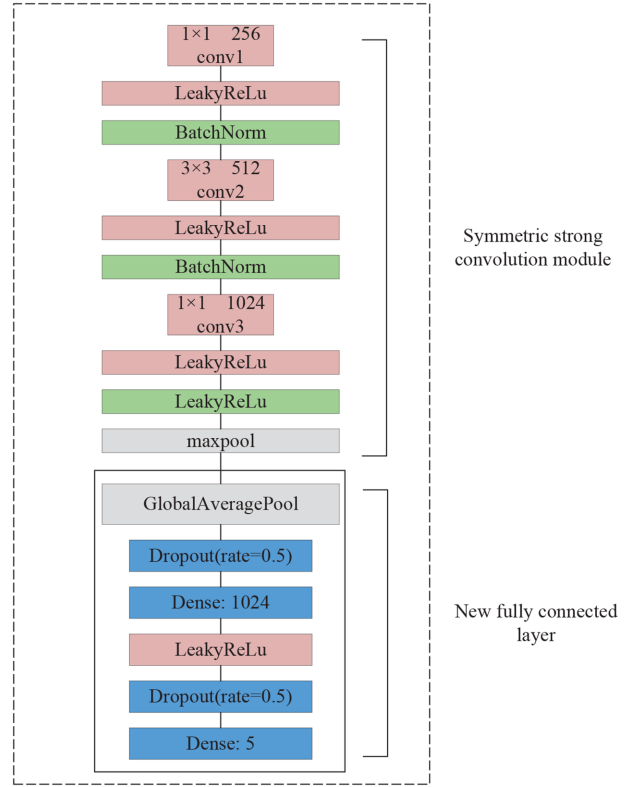 1×1 256
conv1
LeakyReLu
BatchNorm
3×3 512
conv2
LeakyReLu
BatchNorm
1×1 1024
conv3
LeakyReLu
LeakyReLu
maxpool
Symmetric strong
convolution module
GlobalAveragePool
Dropout(rate=0.5)
Dense: 1024
LeakyReLu
Dropout(rate=0.5)
Dense: 5
New fully connected
layer